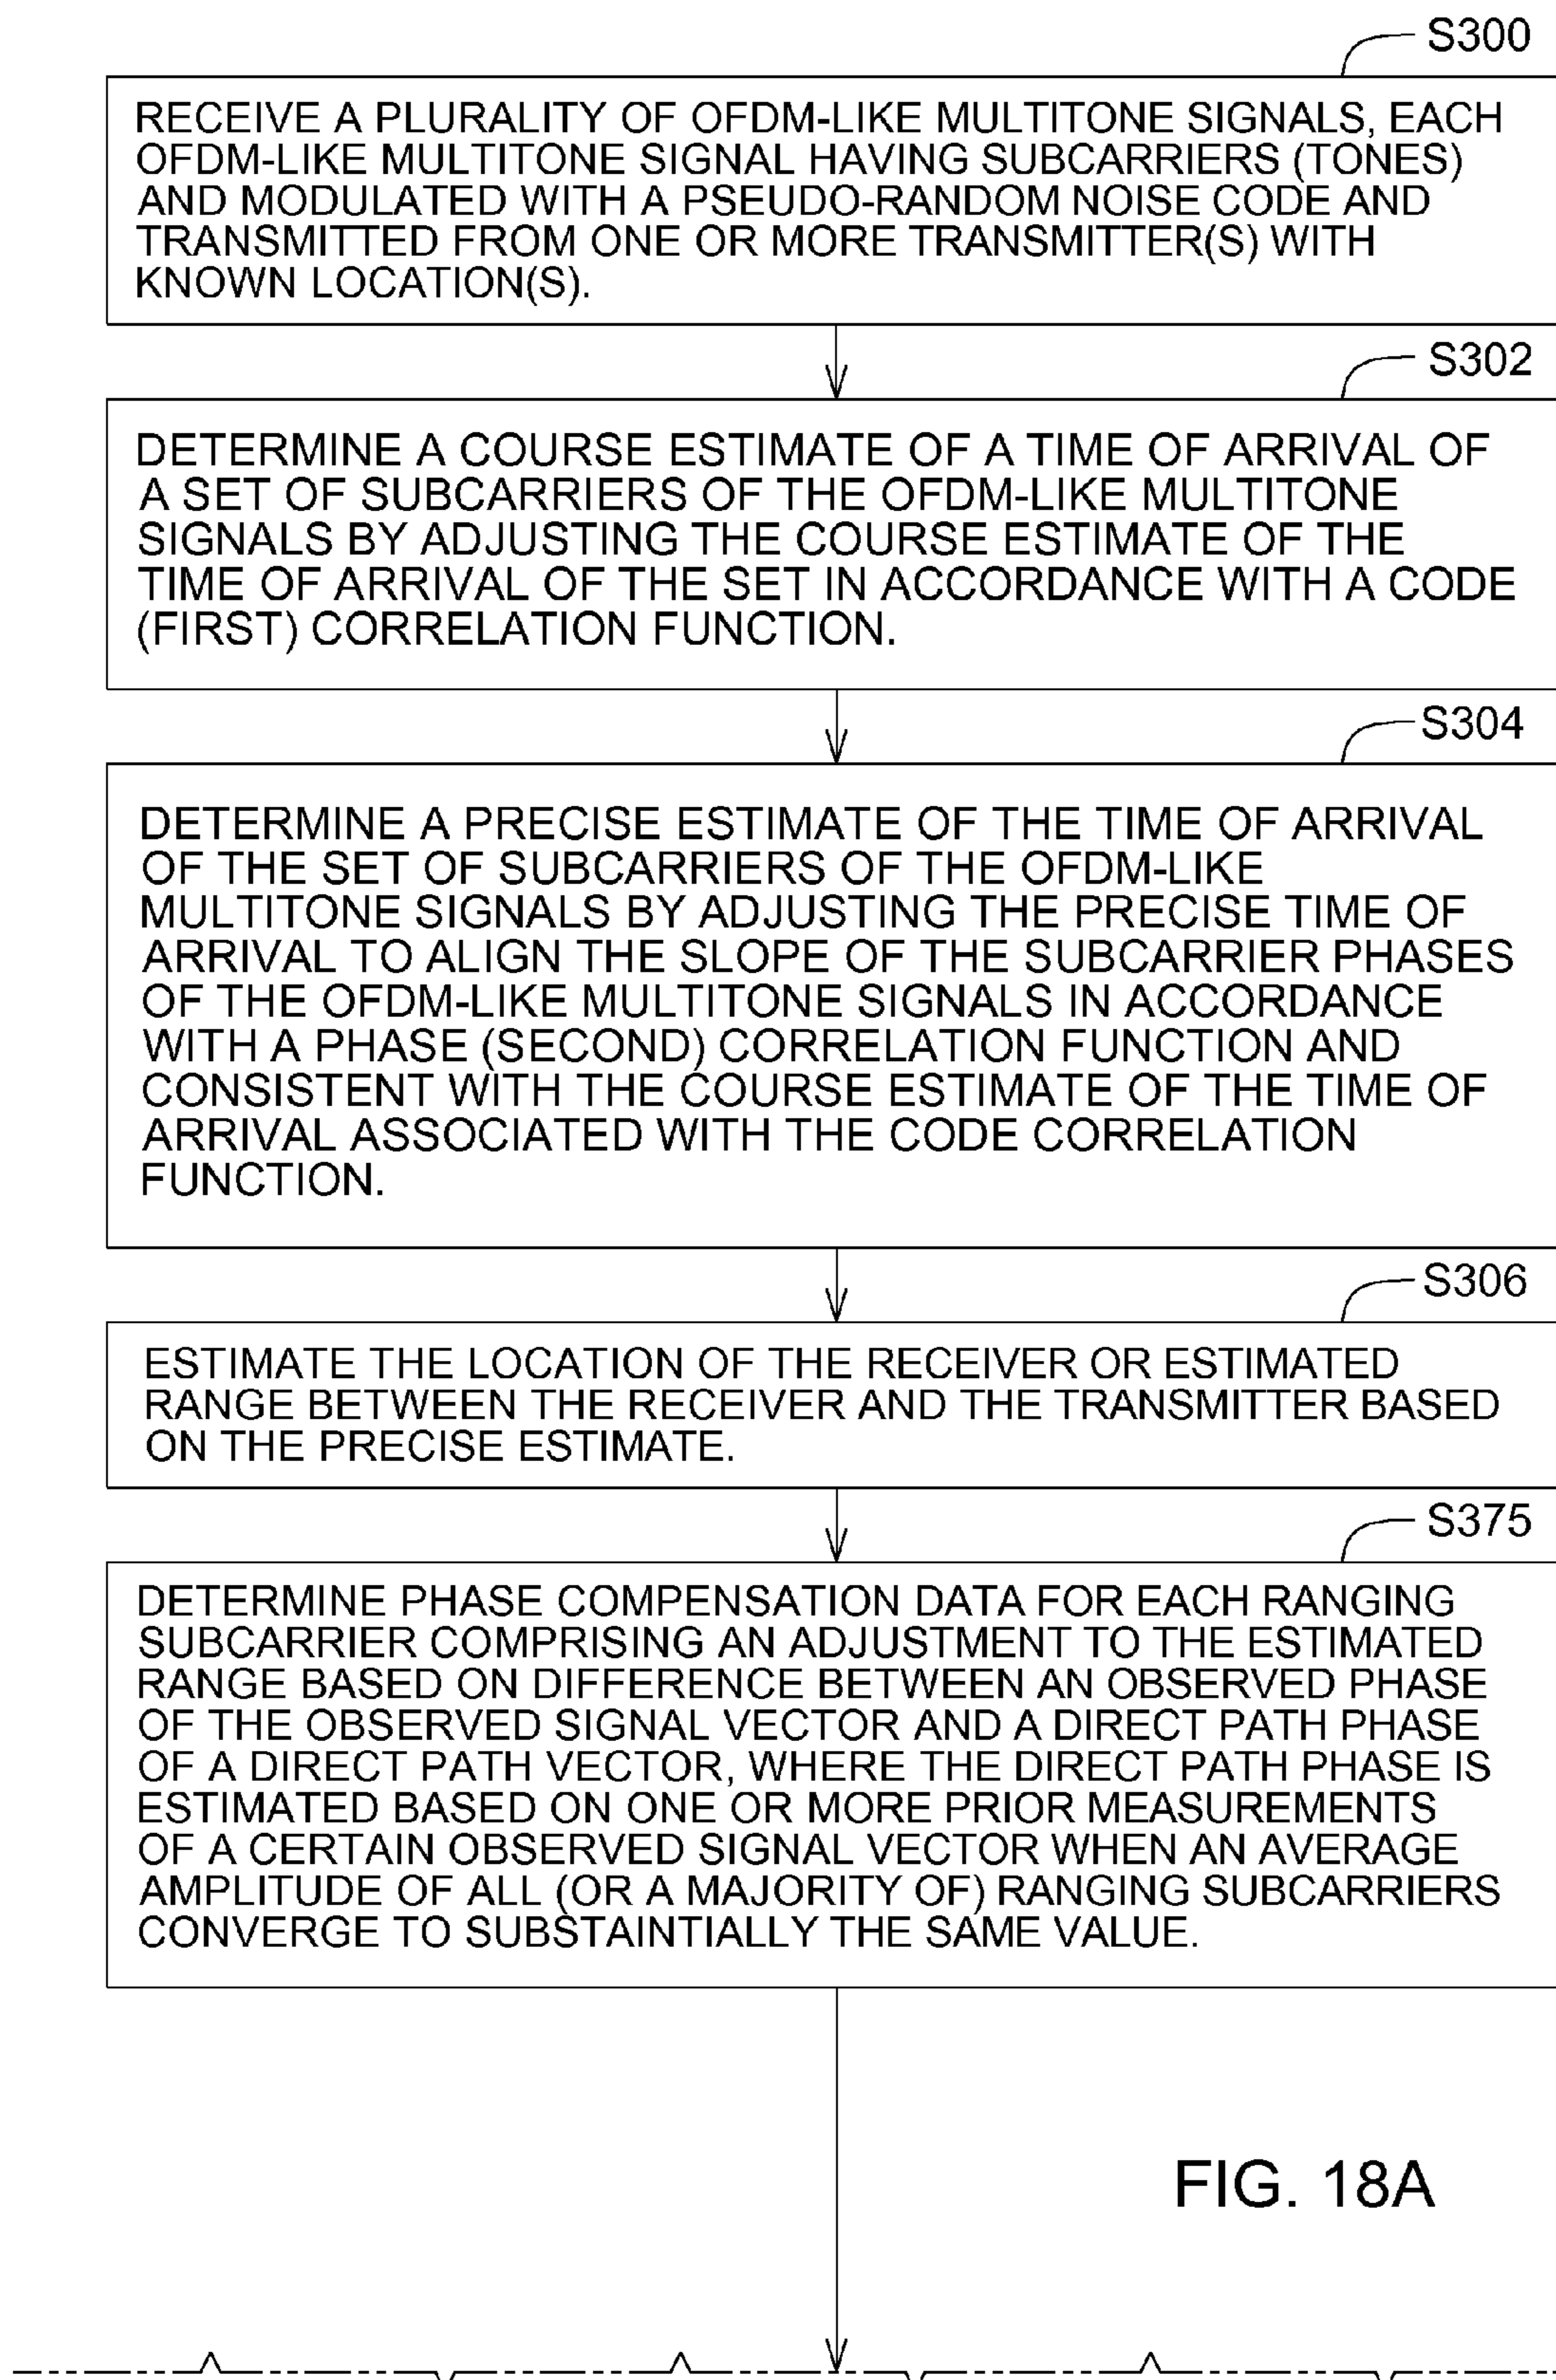 S300
RECEIVE A PLURALITY OF OFDM-LIKE MULTITONE SIGNALS, EACH
OFDM-LIKE MULTITONE SIGNAL HAVING SUBCARRIERS (TONES)
AND MODULATED WITH A PSEUDO-RANDOM NOISE CODE AND
TRANSMITTED FROM ONE OR MORE TRANSMITTER(S) WITH
KNOWN LOCATION(S).
S302
DETERMINE A COURSE ESTIMATE OF A TIME OF ARRIVAL OF
A SET OF SUBCARRIERS OF THE OFDM-LIKE MULTITONE
SIGNALS BY ADJUSTING THE COURSE ESTIMATE OF THE
TIME OF ARRIVAL OF THE SET IN ACCORDANCE WITH A CODE
(FIRST) CORRELATION FUNCTION.
S304
DETERMINE A PRECISE ESTIMATE OF THE TIME OF ARRIVAL
OF THE SET OF SUBCARRIERS OF THE OFDM-LIKE
MULTITONE SIGNALS BY ADJUSTING THE PRECISE TIME OF
ARRIVAL TO ALIGN THE SLOPE OF THE SUBCARRIER PHASES
OF THE OFDM-LIKE MULTITONE SIGNALS IN ACCORDANCE
WITH A PHASE (SECOND) CORRELATION FUNCTION AND
CONSISTENT WITH THE COURSE ESTIMATE OF THE TIME OF
ARRIVAL ASSOCIATED WITH THE CODE CORRELATION
FUNCTION.
S306
ESTIMATE THE LOCATION OF THE RECEIVER OR ESTIMATED
RANGE BETWEEN THE RECEIVER AND THE TRANSMITTER BASED
ON THE PRECISE ESTIMATE.
S375
DETERMINE PHASE COMPENSATION DATA FOR EACH RANGING
SUBCARRIER COMPRISING AN ADJUSTMENT TO THE ESTIMATED
RANGE BASED ON DIFFERENCE BETWEEN AN OBSERVED PHASE
OF THE OBSERVED SIGNAL VECTOR AND A DIRECT PATH PHASE
OF A DIRECT PATH VECTOR, WHERE THE DIRECT PATH PHASE IS
ESTIMATED BASED ON ONE OR MORE PRIOR MEASUREMENTS
OF A CERTAIN OBSERVED SIGNAL VECTOR WHEN AN AVERAGE
AMPLITUDE OF ALL (OR A MAJORITY OF) RANGING SUBCARRIERS
CONVERGE TO SUBSTAINTIALLY THE SAME VALUE.
FIG. 18A